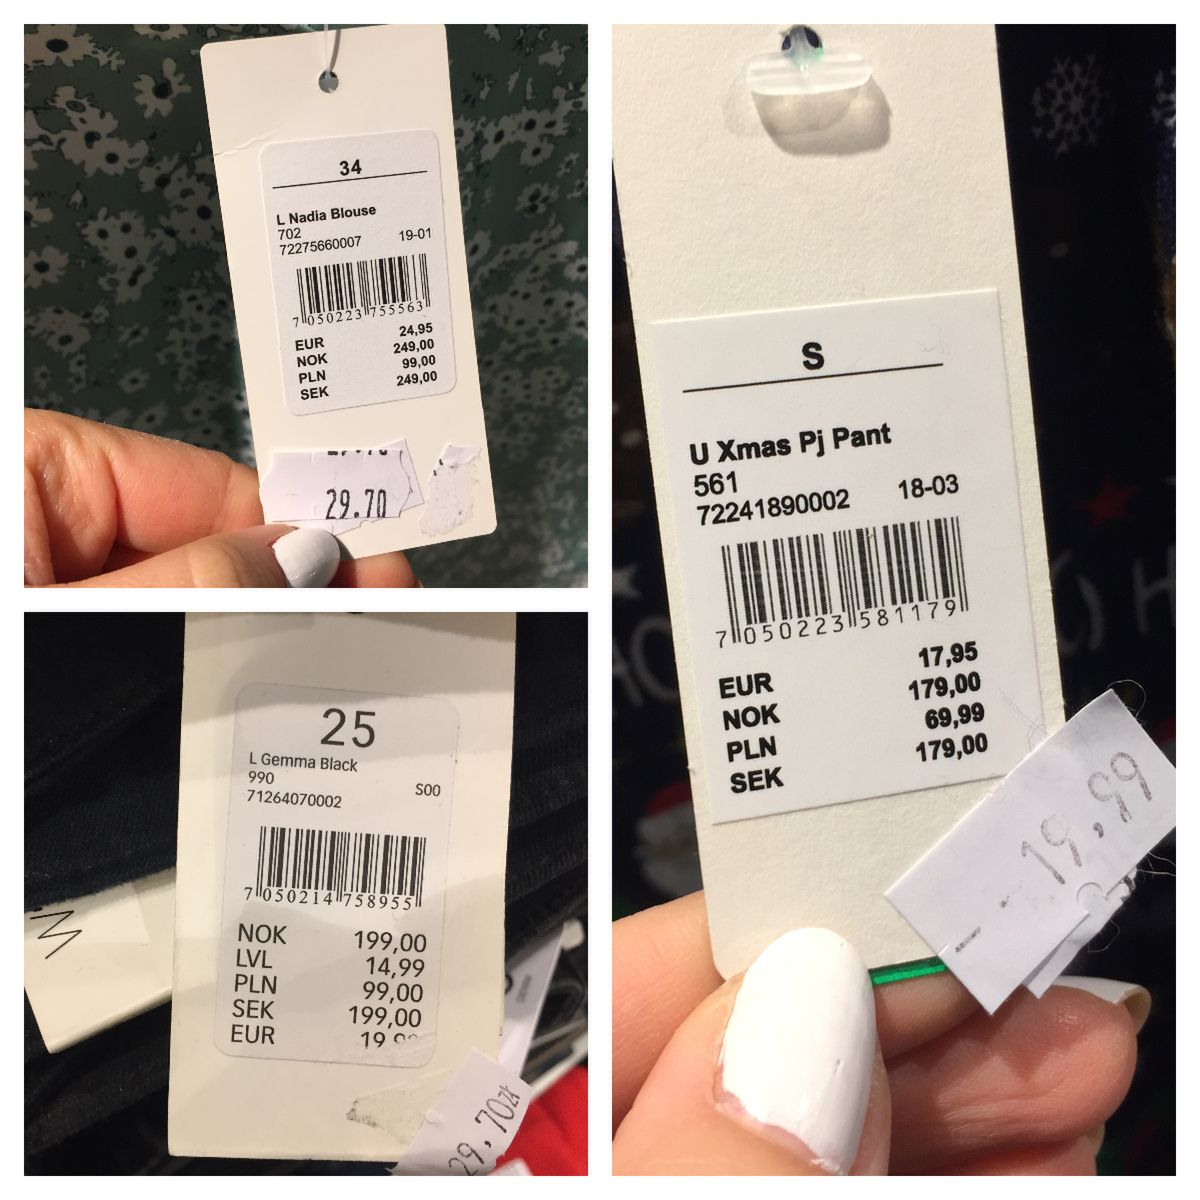 34
L Nadia Blouse
702
72275660007 19-01
7 050223 755563
EUR 24,95
NOK 249,00
PLN 99,00
SEK 249,00
29.70
25
L Gemma Black
990
71264070002 S00
7 050214 758955
NOK 199,00
LVL 14,99
PLN 99,00
SEK 199,00
EUR
29.70zł
S
U Xmas Pj Pant
561
72241890002 18-03
7 050223 581179
EUR 17,95
NOK 179,00
PLN 69,99
SEK 179,00
19.99